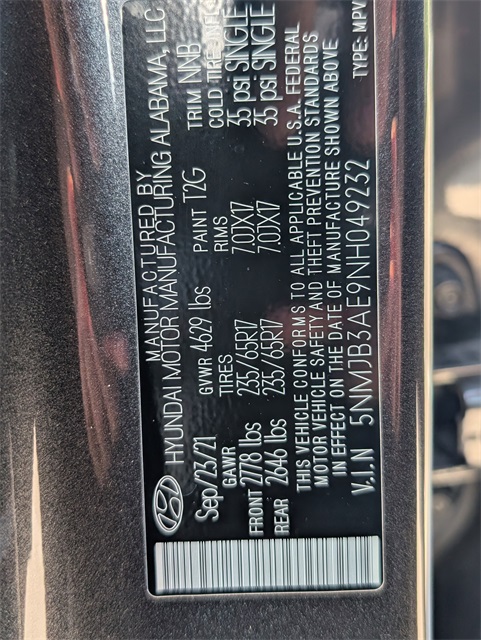 MANUFACTURED BY
HYUNDAI MOTOR MANUFACTURING ALABAMA, LLC
Sep/23/21 GVWR 4629 lbs PAINT T2G TRIM NNB
GAWR TIRES RIMS COLD TIRE
FRONT 2778 lbs 235/65R17 7.0JX17 35 psi SINGLE
REAR 2646 lbs 235/65R17 7.0JX17 35 psi SINGLE
THIS VEHICLE CONFORMS TO ALL APPLICABLE U.S.A. FEDERAL
MOTOR VEHICLE SAFETY AND THEFT PREVENTION STANDARDS
IN EFFECT ON THE DATE OF MANUFACTURE SHOWN ABOVE
V.I.N 5NMJB3AE9NH049232 TYPE: MPV